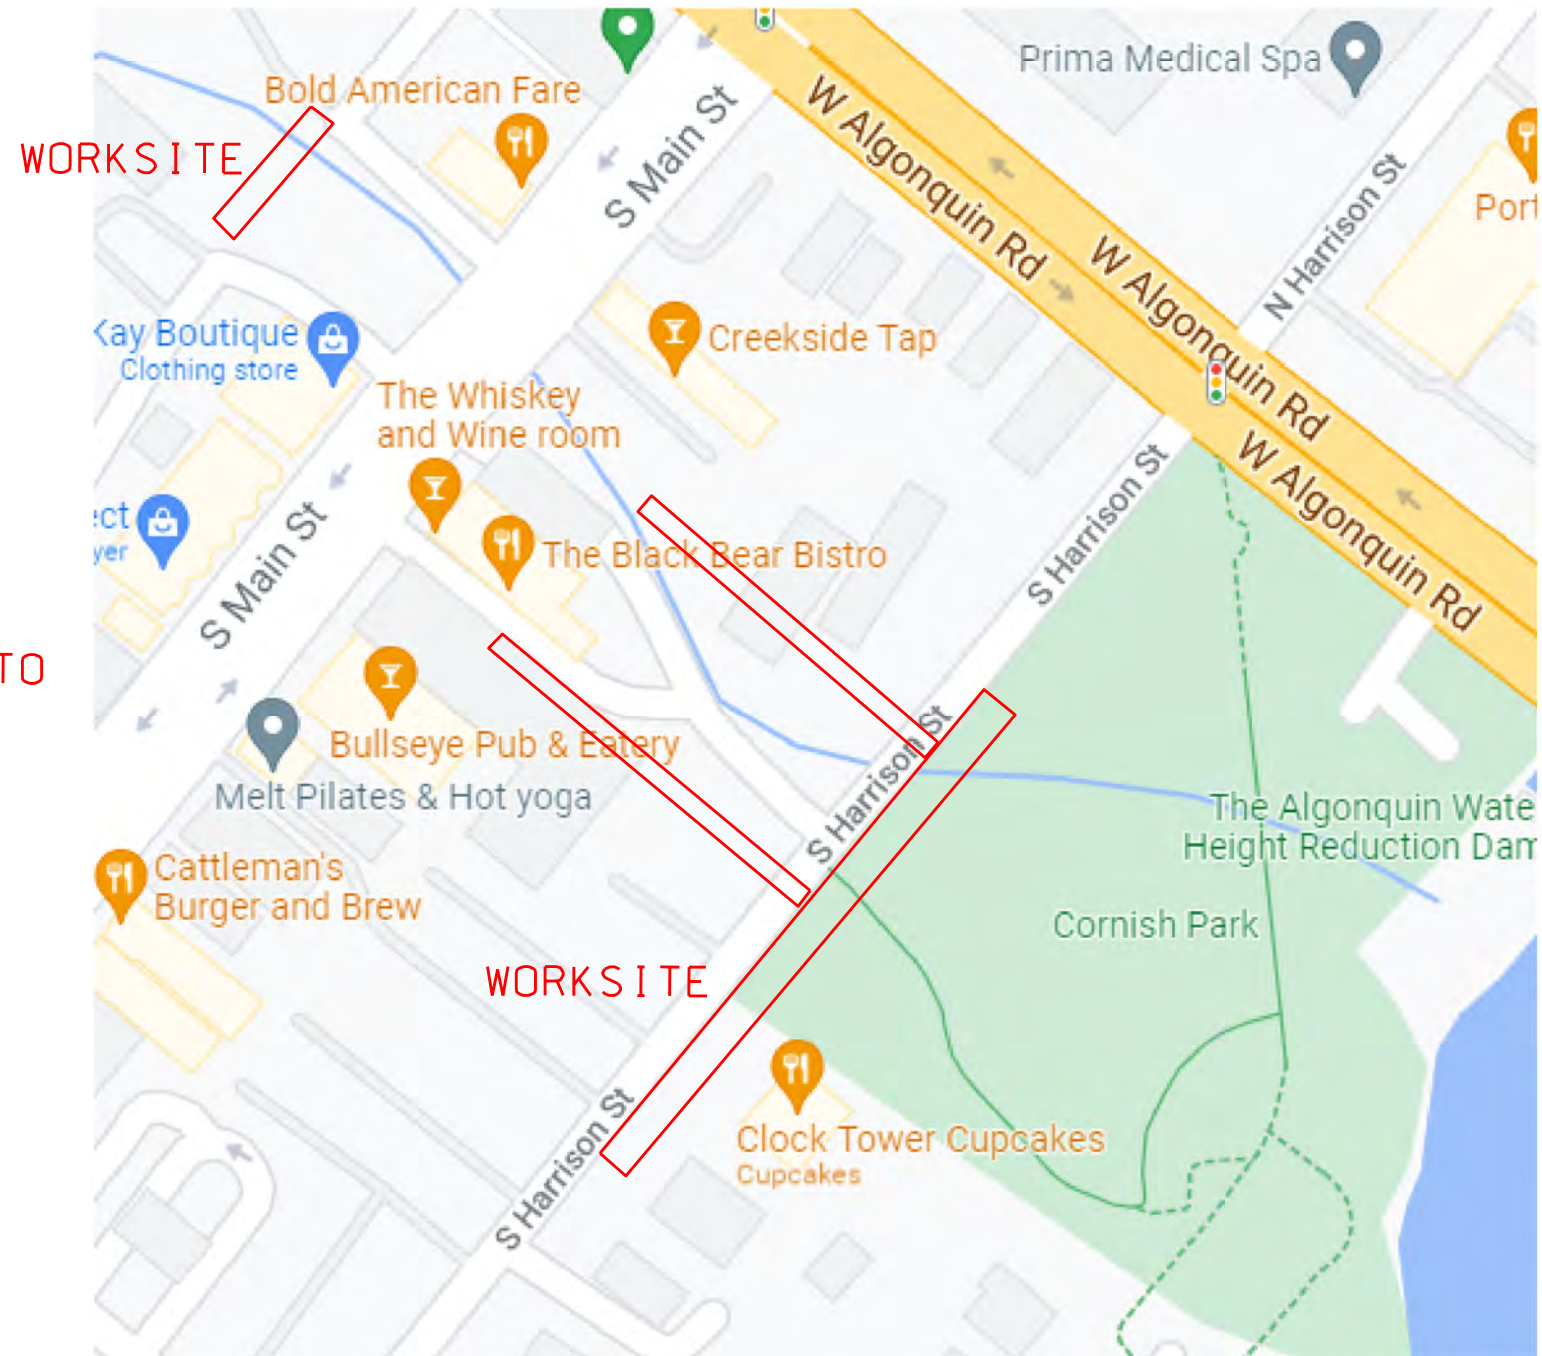 Bold American Fare
Prima Medical Spa
WORKSITE
S Main St
W Algonquin Rd
W Algonquin Rd
N Harrison St
Port
Kay Boutique
Clothing store
Creekside Tap
The Whiskey
and Wine room
W Algonquin Rd
S Harrison St
ect
yer
S Main St
The Black Bear Bistro
TO
Bullseye Pub & Eatery
S Harrison St
Melt Pilates & Hot yoga
The Algonquin Wate
Height Reduction Dam
Cattleman's
Burger and Brew
Cornish Park
WORKSITE
Clock Tower Cupcakes
Cupcakes
S Harrison St